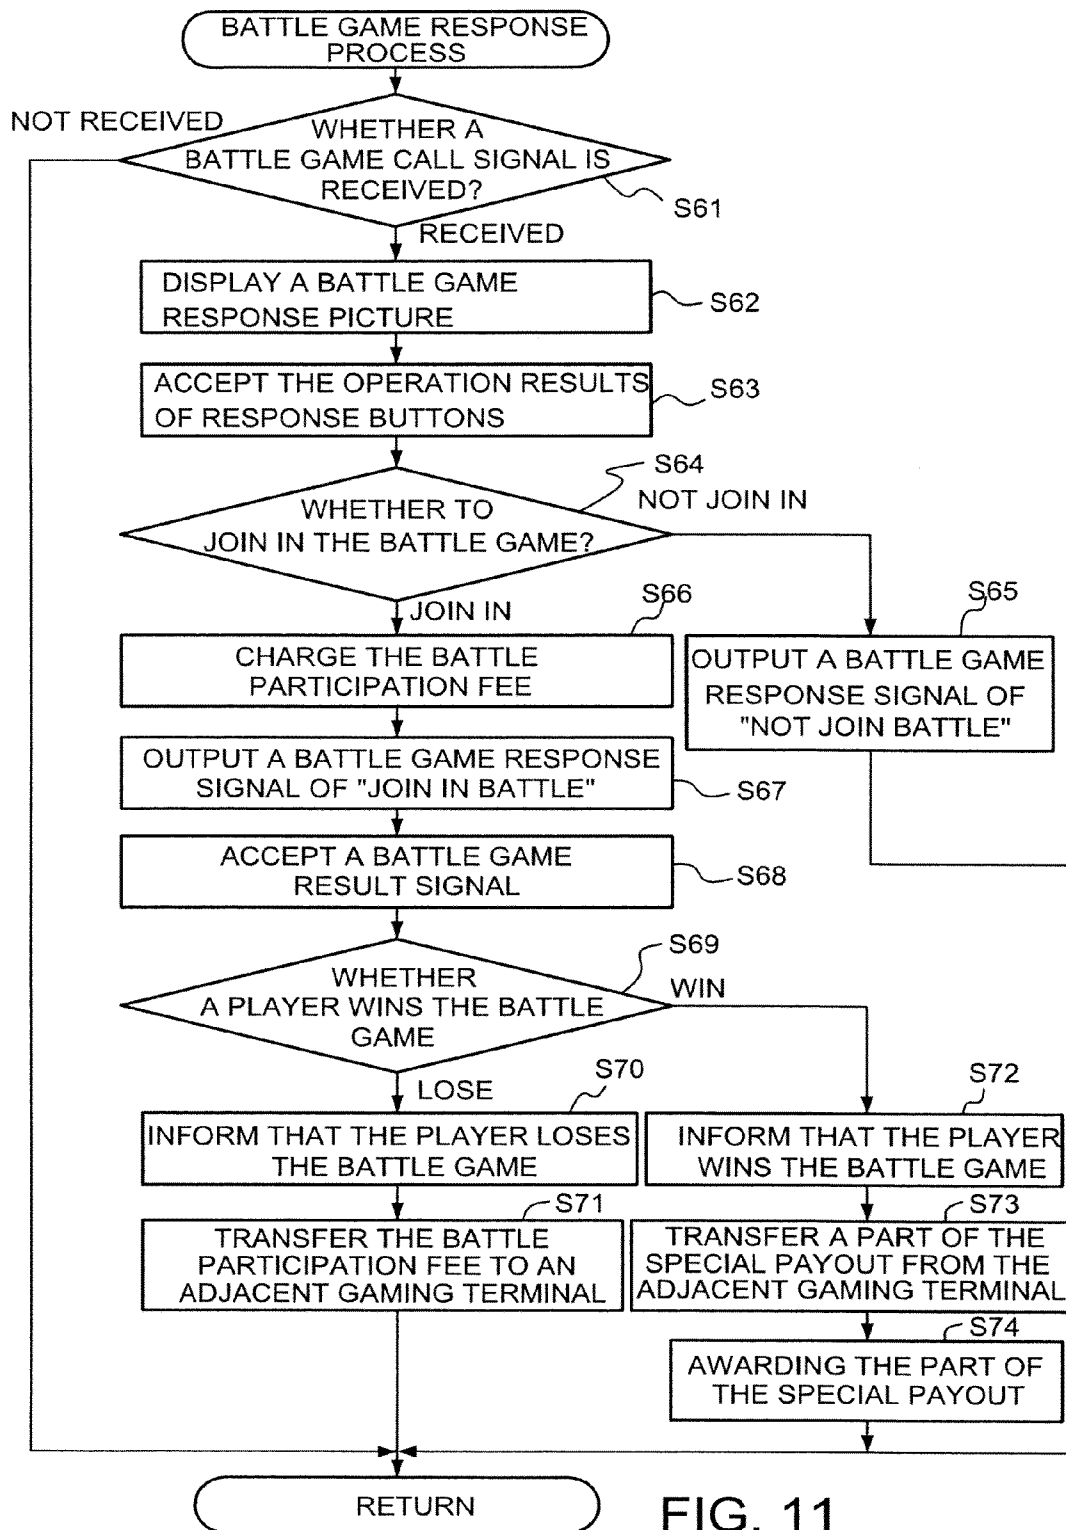 BATTLE GAME RESPONSE
PROCESS
NOT RECEIVED
WHETHER A
BATTLE GAME CALL SIGNAL IS
RECEIVED?
S61
RECEIVED
DISPLAY A BATTLE GAME
RESPONSE PICTURE
S62
ACCEPT THE OPERATION RESULTS
OF RESPONSE BUTTONS
S63
S64
NOT JOIN IN
WHETHER TO
JOIN IN THE BATTLE GAME?
JOIN IN
S66
S65
CHARGE THE BATTLE
PARTICIPATION FEE
OUTPUT A BATTLE GAME
RESPONSE SIGNAL OF
"NOT JOIN BATTLE"
OUTPUT A BATTLE GAME RESPONSE
SIGNAL OF "JOIN IN BATTLE"
S67
ACCEPT A BATTLE GAME
RESULT SIGNAL
S68
S69
WHETHER
A PLAYER WINS THE BATTLE
GAME
WIN
LOSE
S70
S72
INFORM THAT THE PLAYER LOSES
THE BATTLE GAME
INFORM THAT THE PLAYER
WINS THE BATTLE GAME
S71
S73
TRANSFER THE BATTLE
PARTICIPATION FEE TO AN
ADJACENT GAMING TERMINAL
TRANSFER A PART OF THE
SPECIAL PAYOUT FROM THE
ADJACENT GAMING TERMINAL
S74
AWARDING THE PART OF
THE SPECIAL PAYOUT
RETURN
FIG. 11